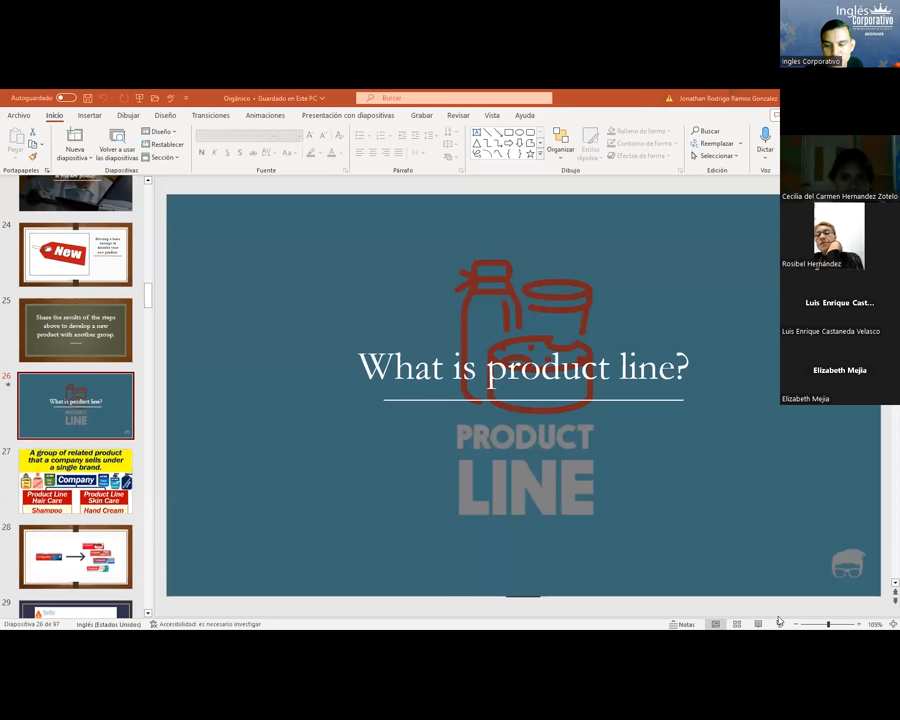 Inglés
Corporativo
BEGINNER
Ingles Corporativo
Autoguardado
Orgánico • Guardado en Este PC
Buscar
Jonathan Rodrigo Ramos Gonzalez
Archivo
Inicio
Insertar
Dibujar
Diseño
Transiciones
Animaciones
Presentación con diapositivas
Grabar
Revisar
Vista
Ayuda
Pegar
Nueva
diapositiva
Volver a usar
las diapositivas
Diseño
Restablecer
Sección
N K S S Aa A
Organizar
Estilos
rápidos
Relleno de forma
Contorno de forma
Efectos de forma
Buscar
Reemplazar
Seleccionar
Dictar
Portapapeles
Diapositivas
Fuente
Párrafo
Dibujo
Edición
Voz
Cecilia del Carmen Hernandez Zotelo
Rosibel Hernández
Luis Enrique Cast...
Luis Enrique Castaneda Velasco
Elizabeth Mejia
Elizabeth Mejia
24
New
25
Share the results of the steps
above to develop a new
product with another group.
26
What is product line?
PRODUCT
LINE
27
A group of related product
that a company sells under
a single brand.
Company
Product Line
Hair Care
Product Line
Skin Care
Shampoo
Hand Cream
28
29
What is product line?
PRODUCT
LINE
Diapositiva 26 de 97
Inglés (Estados Unidos)
Accesibilidad: es necesario investigar
Notas
105%